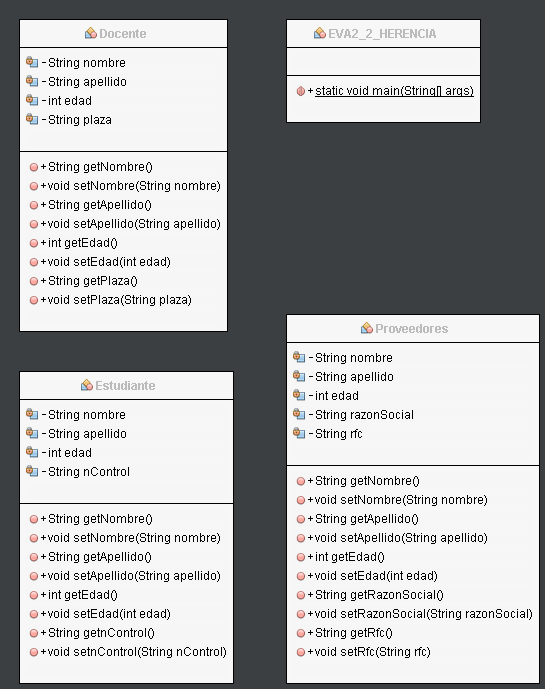 Docente
- String nombre
- String apellido
- int edad
- String plaza
+ String getNombre()
+ void setNombre(String nombre)
+ String getApellido()
+ void setApellido(String apellido)
+ int getEdad()
+ void setEdad(int edad)
+ String getPlaza()
+ void setPlaza(String plaza)
EVA2_2_HERENCIA
+ static void main(String[] args)
Estudiante
- String nombre
- String apellido
- int edad
- String nControl
+ String getNombre()
+ void setNombre(String nombre)
+ String getApellido()
+ void setApellido(String apellido)
+ int getEdad()
+ void setEdad(int edad)
+ String getnControl()
+ void setnControl(String nControl)
Proveedores
- String nombre
- String apellido
- int edad
- String razonSocial
- String rfc
+ String getNombre()
+ void setNombre(String nombre)
+ String getApellido()
+ void setApellido(String apellido)
+ int getEdad()
+ void setEdad(int edad)
+ String getRazonSocial()
+ void setRazonSocial(String razonSocial)
+ String getRfc()
+ void setRfc(String rfc)